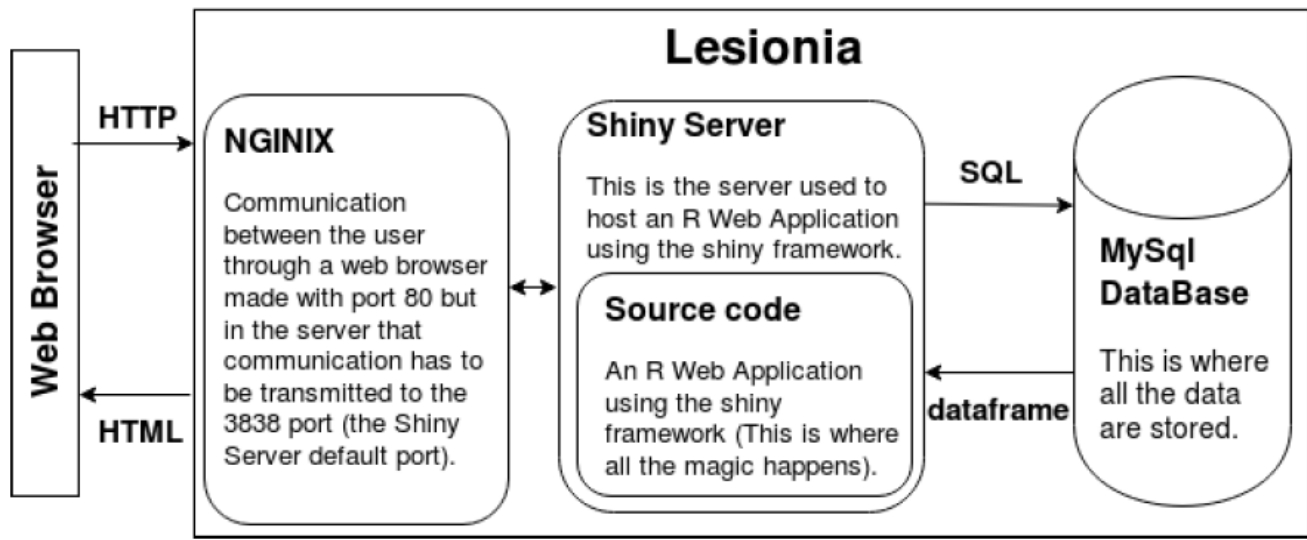 Lesionia
Web Browser
HTTP
HTML
NGINIX
Communication
between the user
through a web browser
made with port 80 but
in the server that
communication has to
be transmitted to the
3838 port (the Shiny
Server default port).
Shiny Server
This is the server used to
host an R Web Application
using the shiny framework.
Source code
An R Web Application
using the shiny
framework (This is where
all the magic happens).
SQL
dataframe
MySql
DataBase
This is where
all the data
are stored.